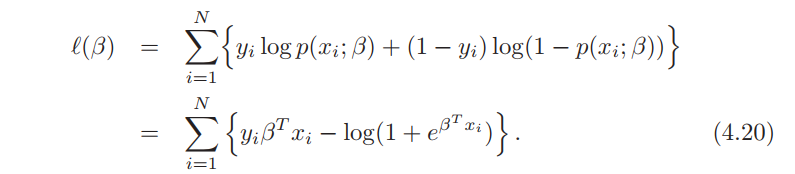 ℓ(β) = ∑_{i=1}^{N} { y_i log p(x_i; β) + (1 − y_i) log(1 − p(x_i; β)) }
= ∑_{i=1}^{N} { y_i β^T x_i − log(1 + e^{β^T x_i}) } . (4.20)